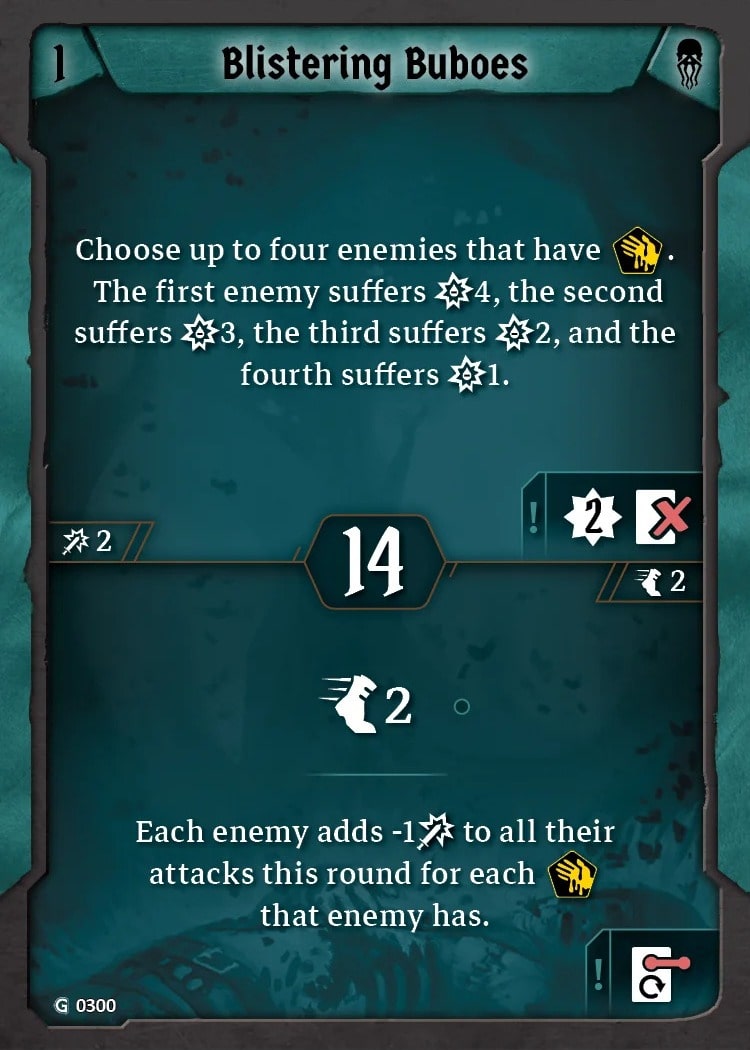 1
Blistering Buboes
Choose up to four enemies that have .
The first enemy suffers 4, the second
suffers 3, the third suffers 2, and the
fourth suffers 1.
! 2
2
14
2
2
Each enemy adds -1 to all their
attacks this round for each
that enemy has.
!
G 0300